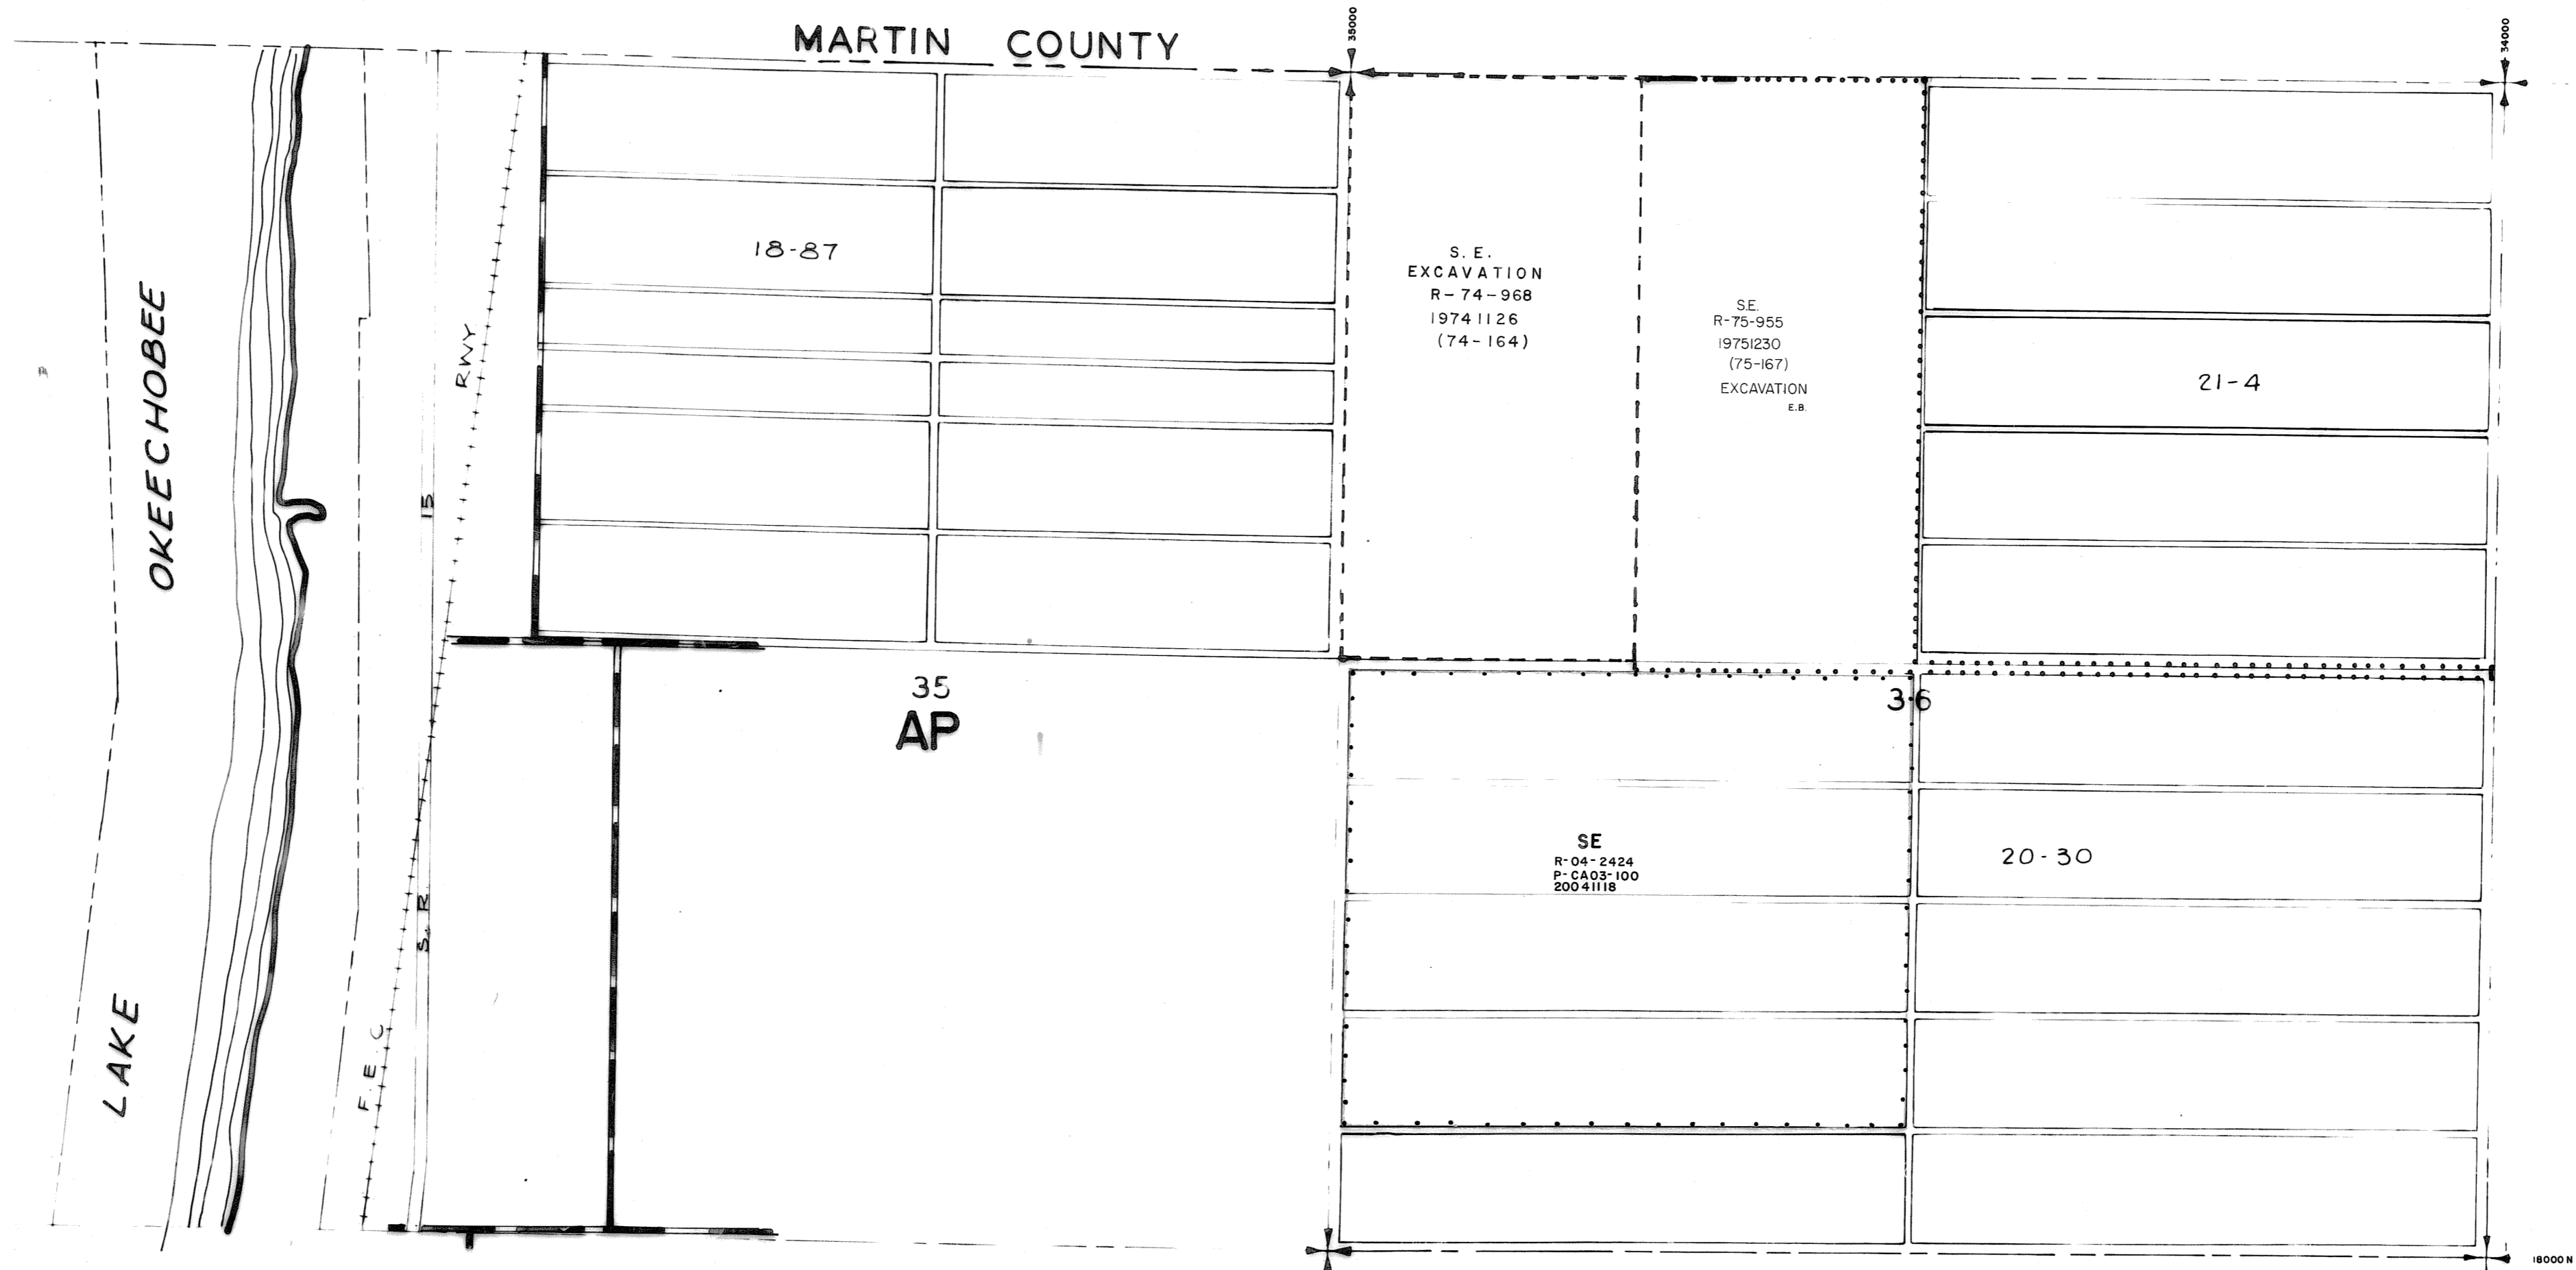 MARTIN COUNTY
35000
34000
LAKE OKEECHOBEE
F.E.C. RWY
S. R. 15
18-87
S. E.
EXCAVATION
R-74-968
19741126
(74-164)
S.E.
R-75-955
19751230
(75-167)
EXCAVATION
E.B.
21-4
35
AP
36
SE
R-04-2424
P-CA03-100
20041118
20-30
18000 N